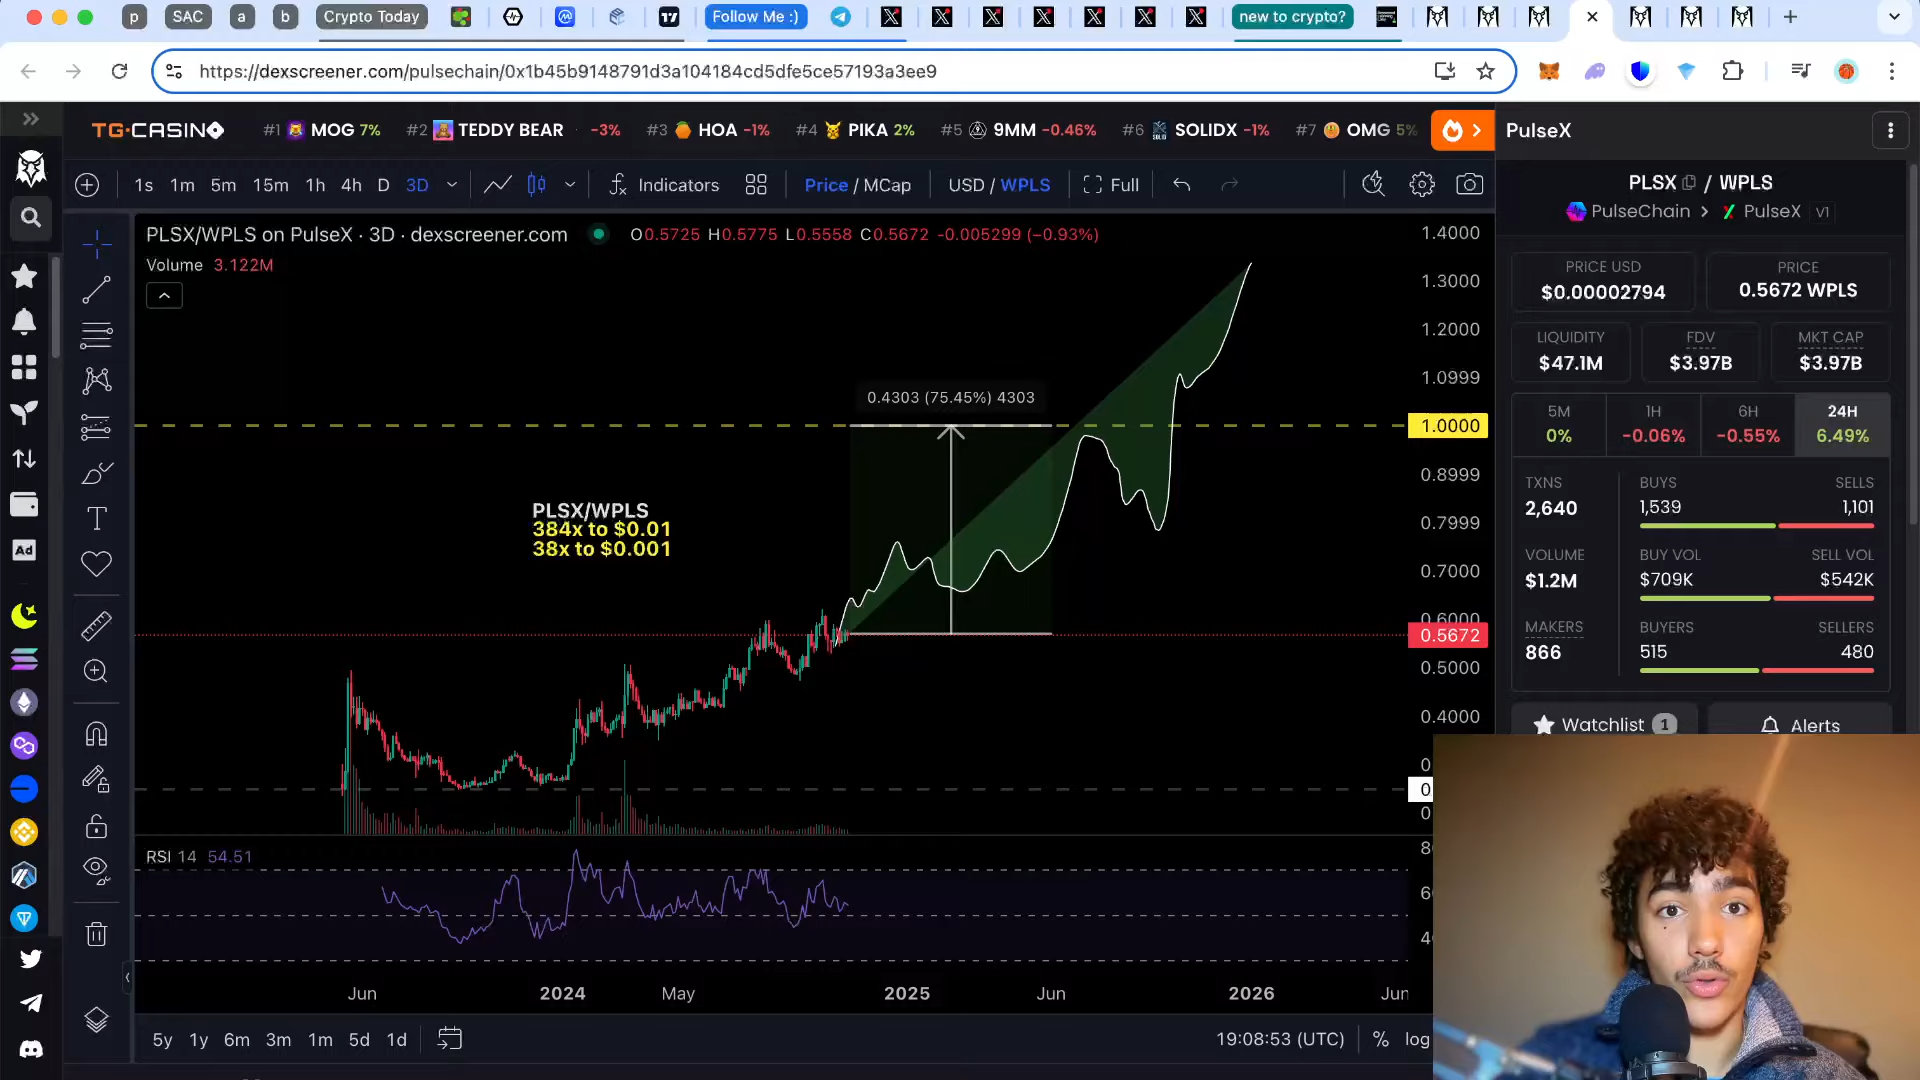 p SAC a b Crypto Today Follow Me :) new to crypto?
https://dexscreener.com/pulsechain/0x1b45b9148791d3a104184cd5dfe5ce57193a3ee9
TG.CASINO #1 MOG 7% #2 TEDDY BEAR -3% #3 HOA -1% #4 PIKA 2% #5 9MM -0.46% #6 SOLIDX -1% #7 OMG 5%
PulseX
1s 1m 5m 15m 1h 4h D 3D Indicators Price / MCap USD / WPLS Full
PLSX / WPLS
PulseChain > PulseX V1
PLSX/WPLS on PulseX · 3D · dexscreener.com O0.5725 H0.5775 L0.5558 C0.5672 -0.005299 (−0.93%)
Volume 3.122M
1.4000
1.3000
1.2000
1.0999
1.0000
0.8999
0.7999
0.7000
0.6000
0.5672
0.5000
0.4000
0
0.
0
0.4303 (75.45%) 4303
PLSX/WPLS
384x to $0.01
38x to $0.001
PRICE USD
$0.00002794
PRICE
0.5672 WPLS
LIQUIDITY
$47.1M
FDV
$3.97B
MKT CAP
$3.97B
5M 1H 6H 24H
0% -0.06% -0.55% 6.49%
TXNS
2,640
BUYS SELLS
1,539 1,101
VOLUME
$1.2M
BUY VOL SELL VOL
$709K $542K
MAKERS
866
BUYERS SELLERS
515 480
Watchlist 1 Alerts
Ad
RSI 14 54.51
8
6
4
Jun 2024 May 2025 Jun 2026 Jun
5y 1y 6m 3m 1m 5d 1d 19:08:53 (UTC) % log